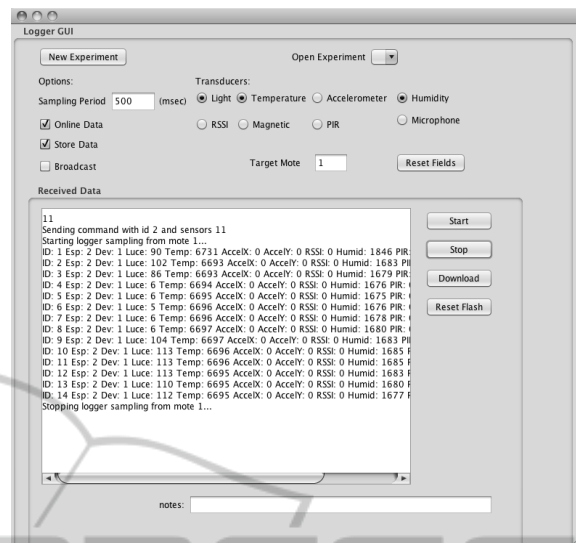 Logger GUI
New Experiment
Open Experiment
Options:
Transducers:
Sampling Period 500 (msec)
Light Temperature Accelerometer Humidity
Online Data
RSSI Magnetic PIR Microphone
Store Data
Broadcast
Target Mote 1
Reset Fields
Received Data
11
Sending command with id 2 and sensors 11
Starting logger sampling from mote 1...
ID: 1 Esp: 2 Dev: 1 Luce: 90 Temp: 6731 AccelX: 0 AccelY: 0 RSSI: 0 Humid: 1846 PIR:
ID: 2 Esp: 2 Dev: 1 Luce: 102 Temp: 6693 AccelX: 0 AccelY: 0 RSSI: 0 Humid: 1683 PI
ID: 3 Esp: 2 Dev: 1 Luce: 86 Temp: 6693 AccelX: 0 AccelY: 0 RSSI: 0 Humid: 1679 PIR:
ID: 4 Esp: 2 Dev: 1 Luce: 6 Temp: 6694 AccelX: 0 AccelY: 0 RSSI: 0 Humid: 1676 PIR:
ID: 5 Esp: 2 Dev: 1 Luce: 6 Temp: 6695 AccelX: 0 AccelY: 0 RSSI: 0 Humid: 1675 PIR:
ID: 6 Esp: 2 Dev: 1 Luce: 5 Temp: 6696 AccelX: 0 AccelY: 0 RSSI: 0 Humid: 1676 PIR:
ID: 7 Esp: 2 Dev: 1 Luce: 6 Temp: 6696 AccelX: 0 AccelY: 0 RSSI: 0 Humid: 1678 PIR:
ID: 8 Esp: 2 Dev: 1 Luce: 6 Temp: 6697 AccelX: 0 AccelY: 0 RSSI: 0 Humid: 1680 PIR:
ID: 9 Esp: 2 Dev: 1 Luce: 104 Temp: 6697 AccelX: 0 AccelY: 0 RSSI: 0 Humid: 1683 PI
ID: 10 Esp: 2 Dev: 1 Luce: 113 Temp: 6696 AccelX: 0 AccelY: 0 RSSI: 0 Humid: 1685 P
ID: 11 Esp: 2 Dev: 1 Luce: 113 Temp: 6696 AccelX: 0 AccelY: 0 RSSI: 0 Humid: 1685 P
ID: 12 Esp: 2 Dev: 1 Luce: 113 Temp: 6695 AccelX: 0 AccelY: 0 RSSI: 0 Humid: 1683 P
ID: 13 Esp: 2 Dev: 1 Luce: 110 Temp: 6695 AccelX: 0 AccelY: 0 RSSI: 0 Humid: 1680 P
ID: 14 Esp: 2 Dev: 1 Luce: 112 Temp: 6695 AccelX: 0 AccelY: 0 RSSI: 0 Humid: 1677 P
Stopping logger sampling from mote 1...
Start
Stop
Download
Reset Flash
notes: